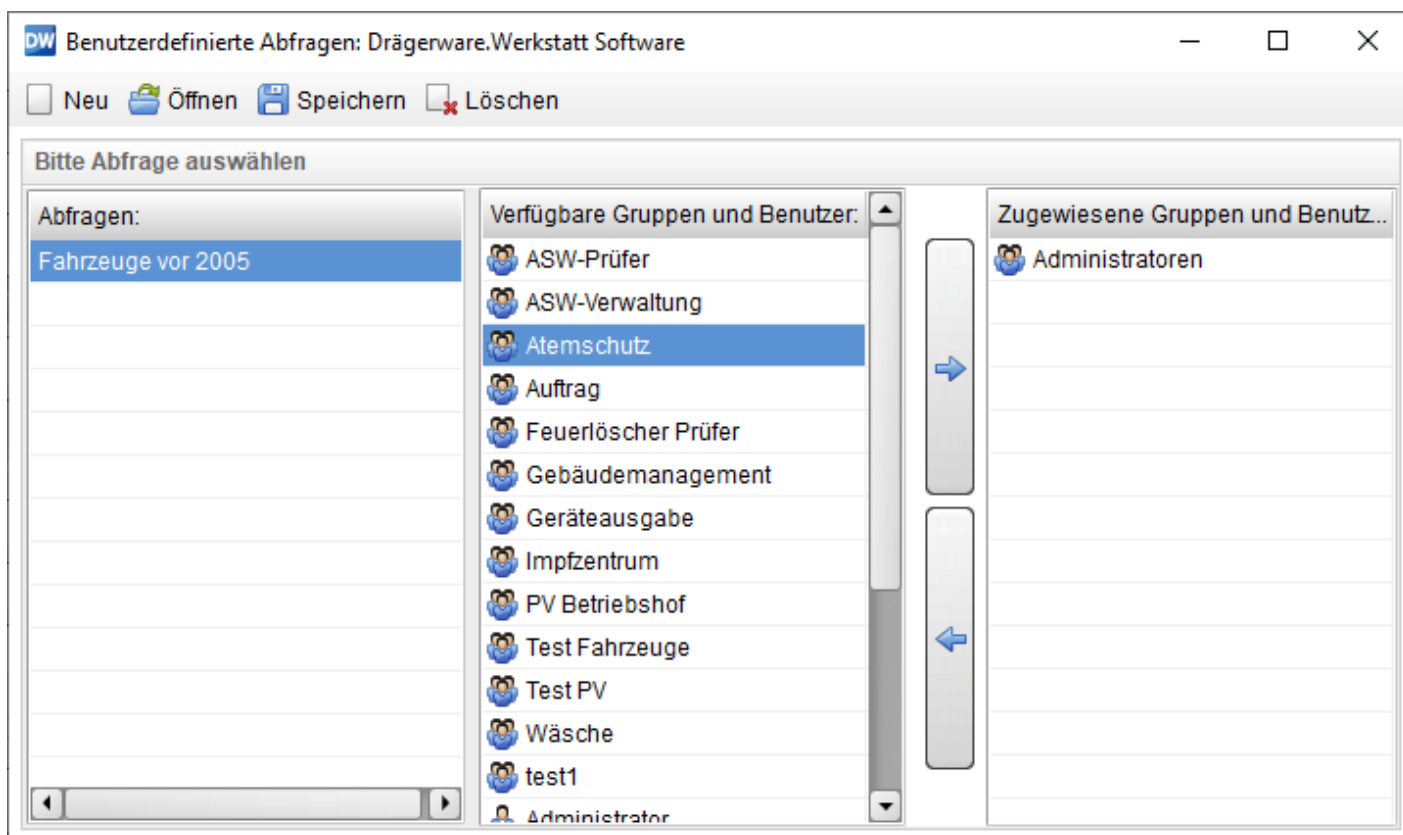 DW Benutzerdefinierte Abfragen: Drägerware.Werkstatt Software
Neu Öffnen Speichern Löschen
Bitte Abfrage auswählen
Abfragen:
Fahrzeuge vor 2005
Verfügbare Gruppen und Benutzer:
ASW-Prüfer
ASW-Verwaltung
Atemschutz
Auftrag
Feuerlöscher Prüfer
Gebäudemanagement
Geräteausgabe
Impfzentrum
PV Betriebshof
Test Fahrzeuge
Test PV
Wäsche
test1
Administrator
Zugewiesene Gruppen und Benutz...
Administratoren